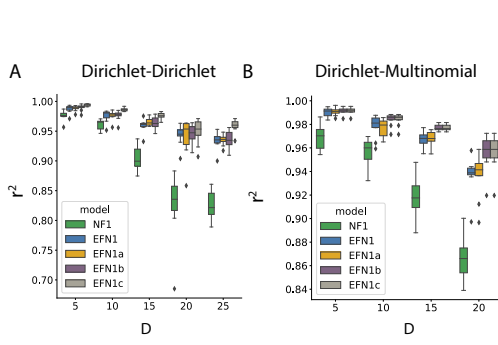 A
Dirichlet-Dirichlet
r²
1.00
0.95
0.90
0.85
0.80
0.75
0.70
model
NF1
EFN1
EFN1a
EFN1b
EFN1c
5 10 15 20 25
D
B
Dirichlet-Multinomial
r²
1.00
0.98
0.96
0.94
0.92
0.90
0.88
0.86
0.84
model
NF1
EFN1
EFN1a
EFN1b
EFN1c
5 10 15 20
D